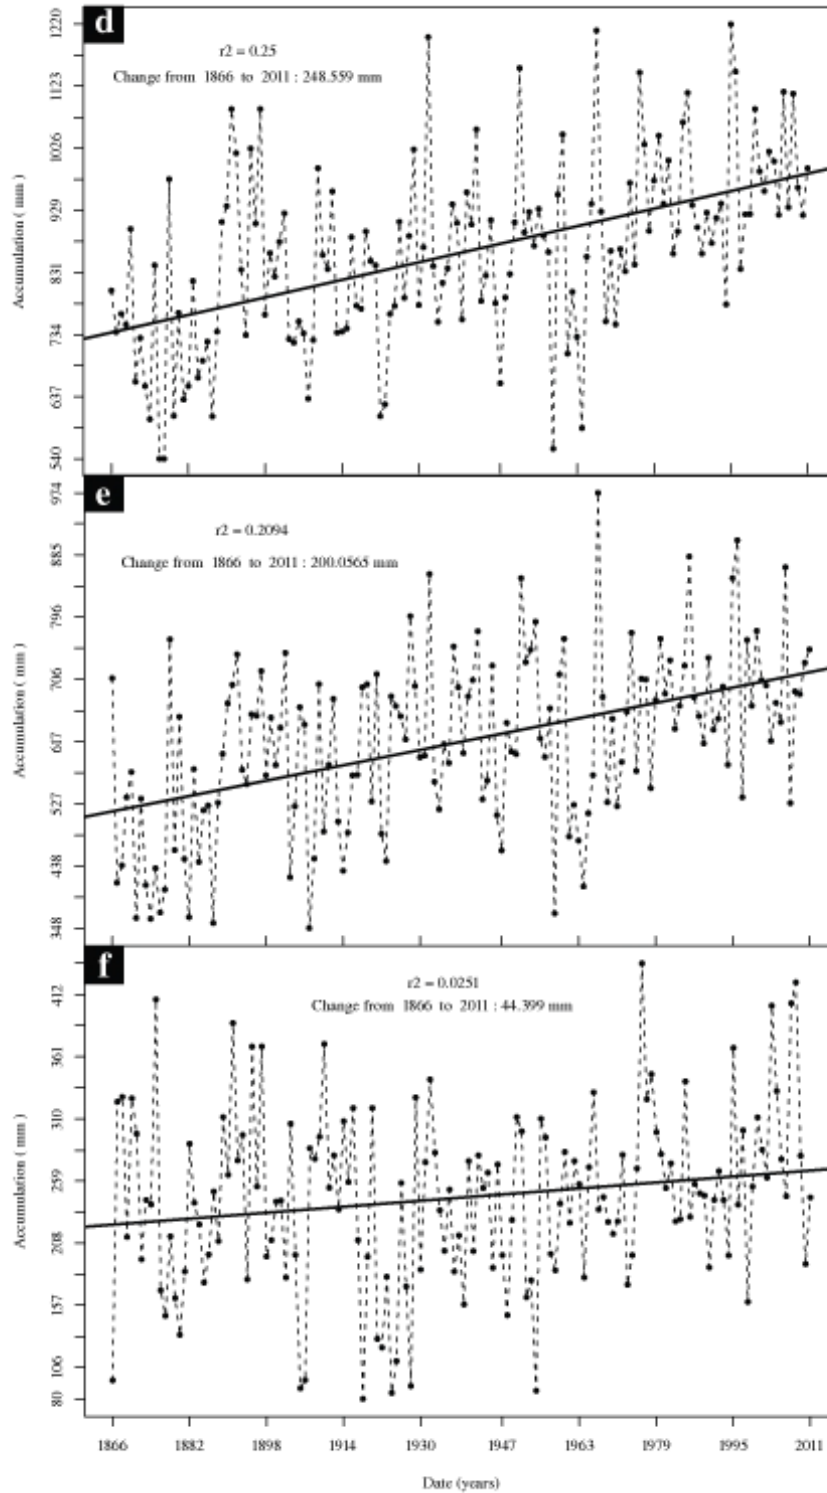 d
r2 = 0.25
Change from 1866 to 2011 : 248.559 mm
Accumulation ( mm )
1220
1123
1026
929
831
734
637
540
e
r2 = 0.2094
Change from 1866 to 2011 : 200.0565 mm
Accumulation ( mm )
974
885
796
706
617
527
438
348
f
r2 = 0.0251
Change from 1866 to 2011 : 44.399 mm
Accumulation ( mm )
412
361
310
259
208
157
106
80
1866 1882 1898 1914 1930 1947 1963 1979 1995 2011
Date (years)